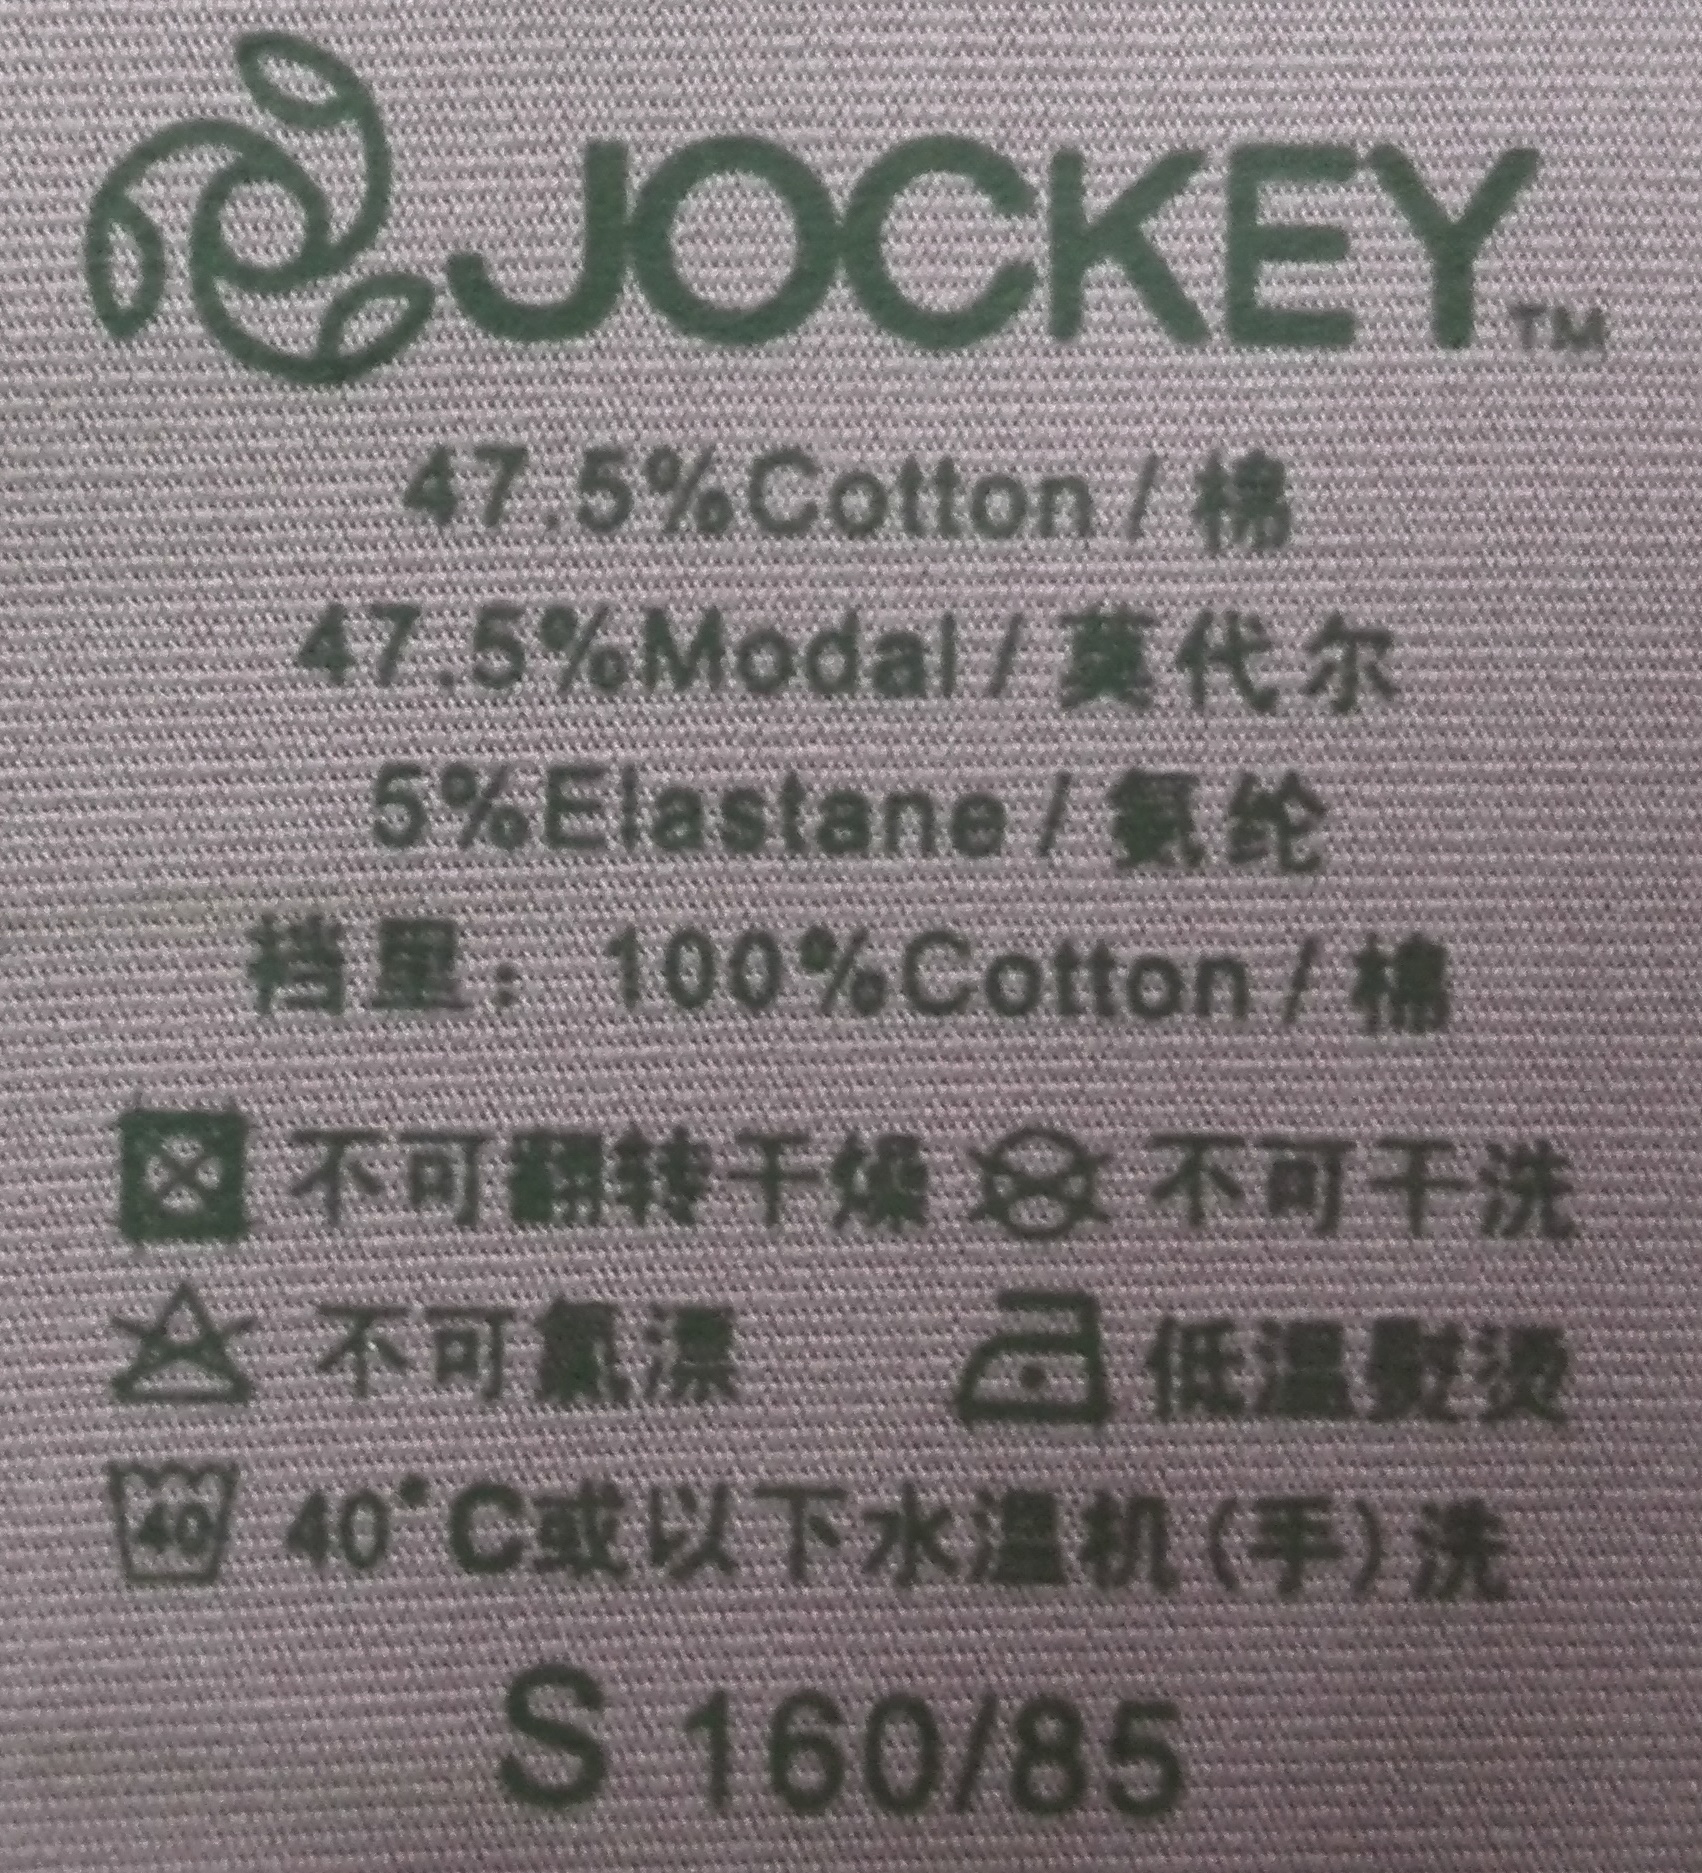 JOCKEY™
47.5%Cotton / 棉
47.5%Modal / 莫代尔
5%Elastane / 氨纶
裆里：100%Cotton / 棉
不可翻转干燥 不可干洗
不可氯漂 低温熨烫
40 40°C或以下水温机(手)洗
S 160/85